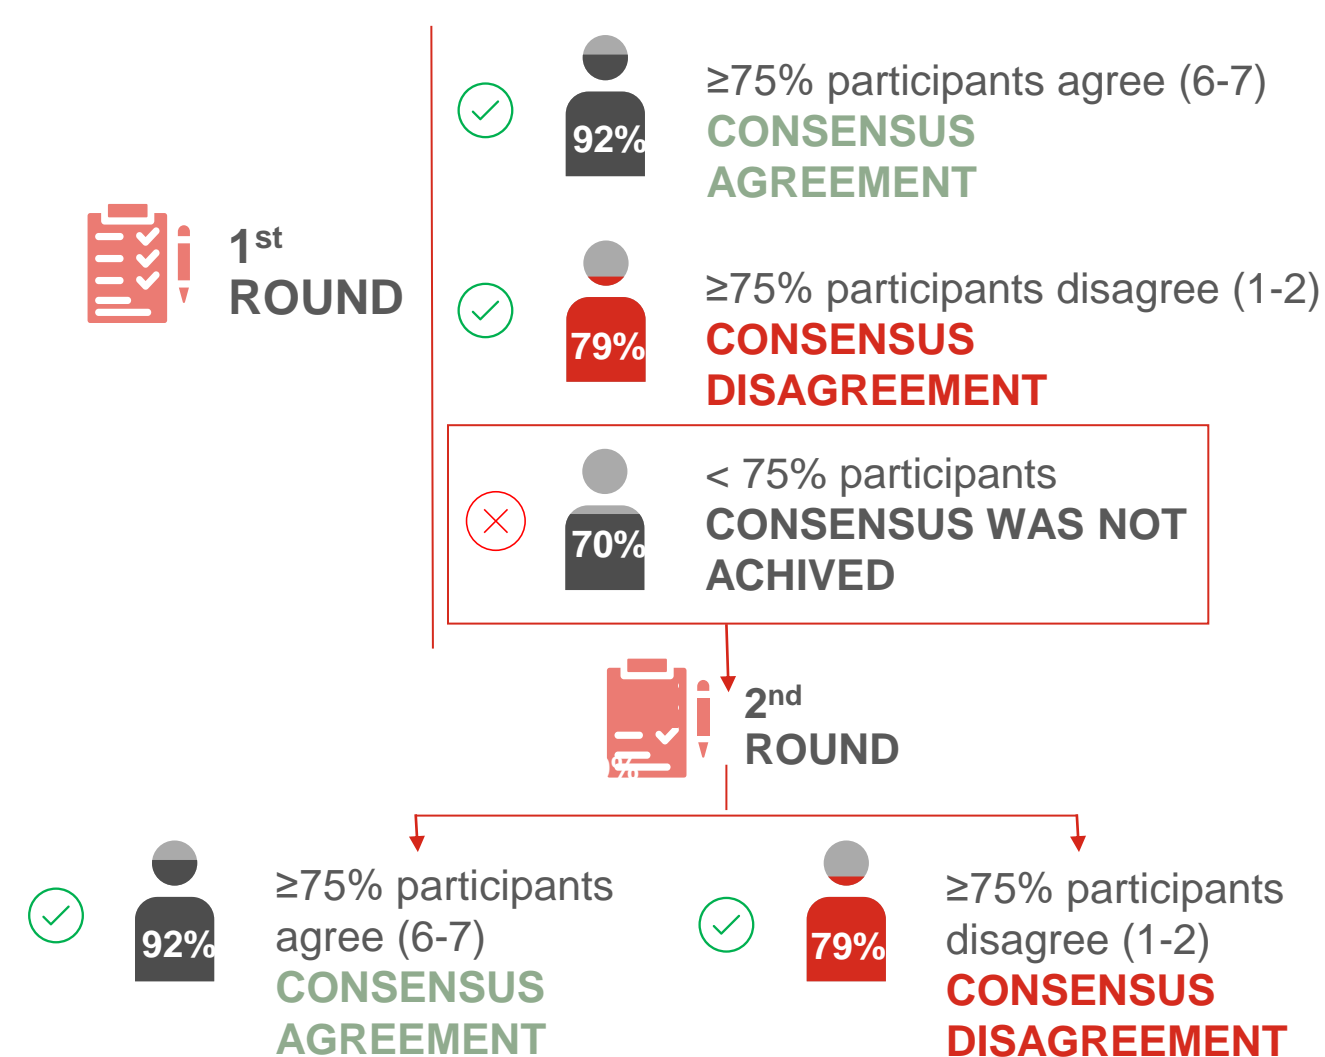 1st
ROUND
92%
≥75% participants agree (6-7)
CONSENSUS
AGREEMENT
79%
≥75% participants disagree (1-2)
CONSENSUS
DISAGREEMENT
70%
< 75% participants
CONSENSUS WAS NOT
ACHIVED
2nd
ROUND
92%
≥75% participants
agree (6-7)
CONSENSUS
AGREEMENT
79%
≥75% participants
disagree (1-2)
CONSENSUS
DISAGREEMENT